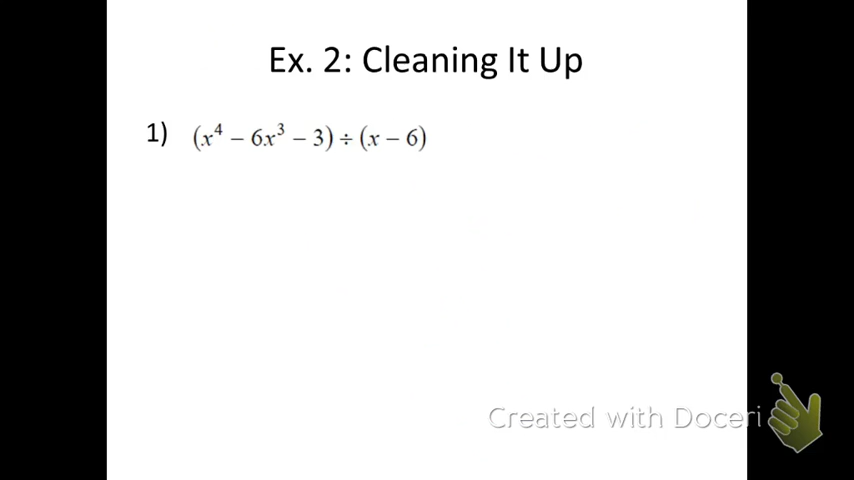 Ex. 2: Cleaning It Up
1) (x⁴ – 6x³ – 3) ÷ (x – 6)
Created with Doceri